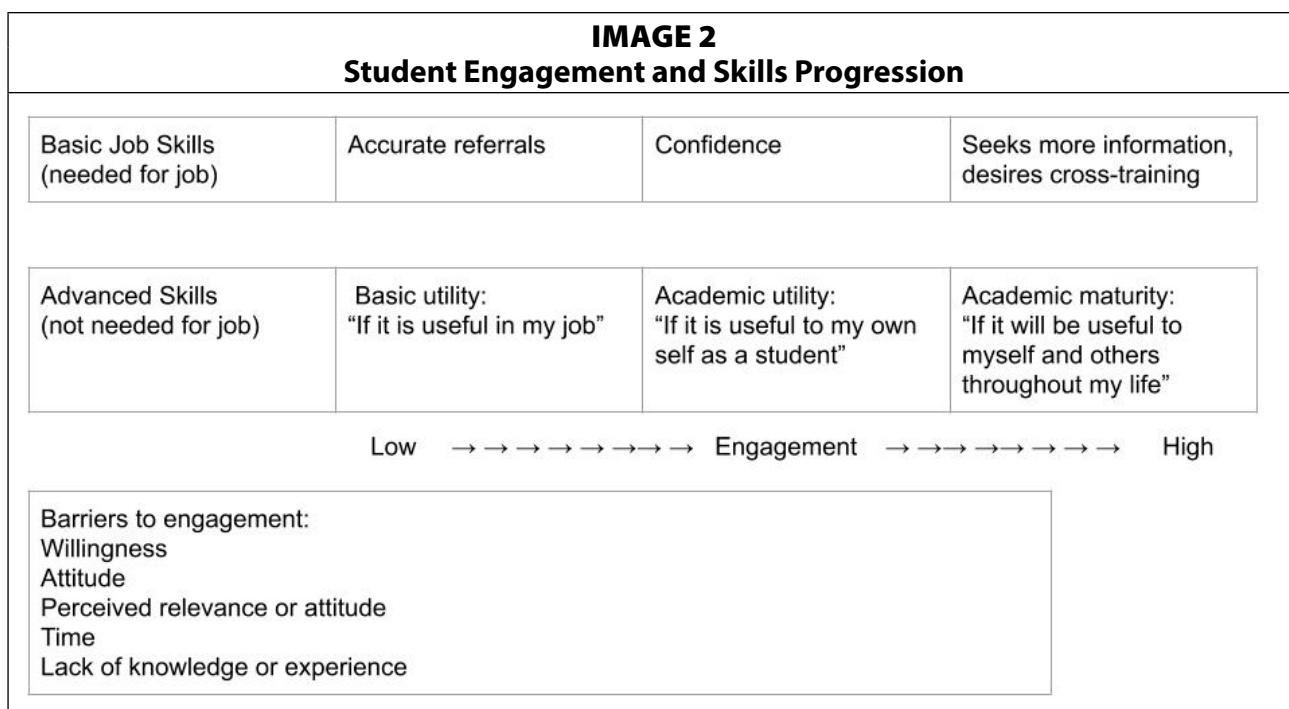 IMAGE 2
Student Engagement and Skills Progression
Basic Job Skills
(needed for job)
Accurate referrals
Confidence
Seeks more information,
desires cross-training
Advanced Skills
(not needed for job)
Basic utility:
“If it is useful in my job”
Academic utility:
“If it is useful to my own
self as a student”
Academic maturity:
“If it will be useful to
myself and others
throughout my life”
Low →→→→→→→→ Engagement →→→→→→→→ High
Barriers to engagement:
Willingness
Attitude
Perceived relevance or attitude
Time
Lack of knowledge or experience